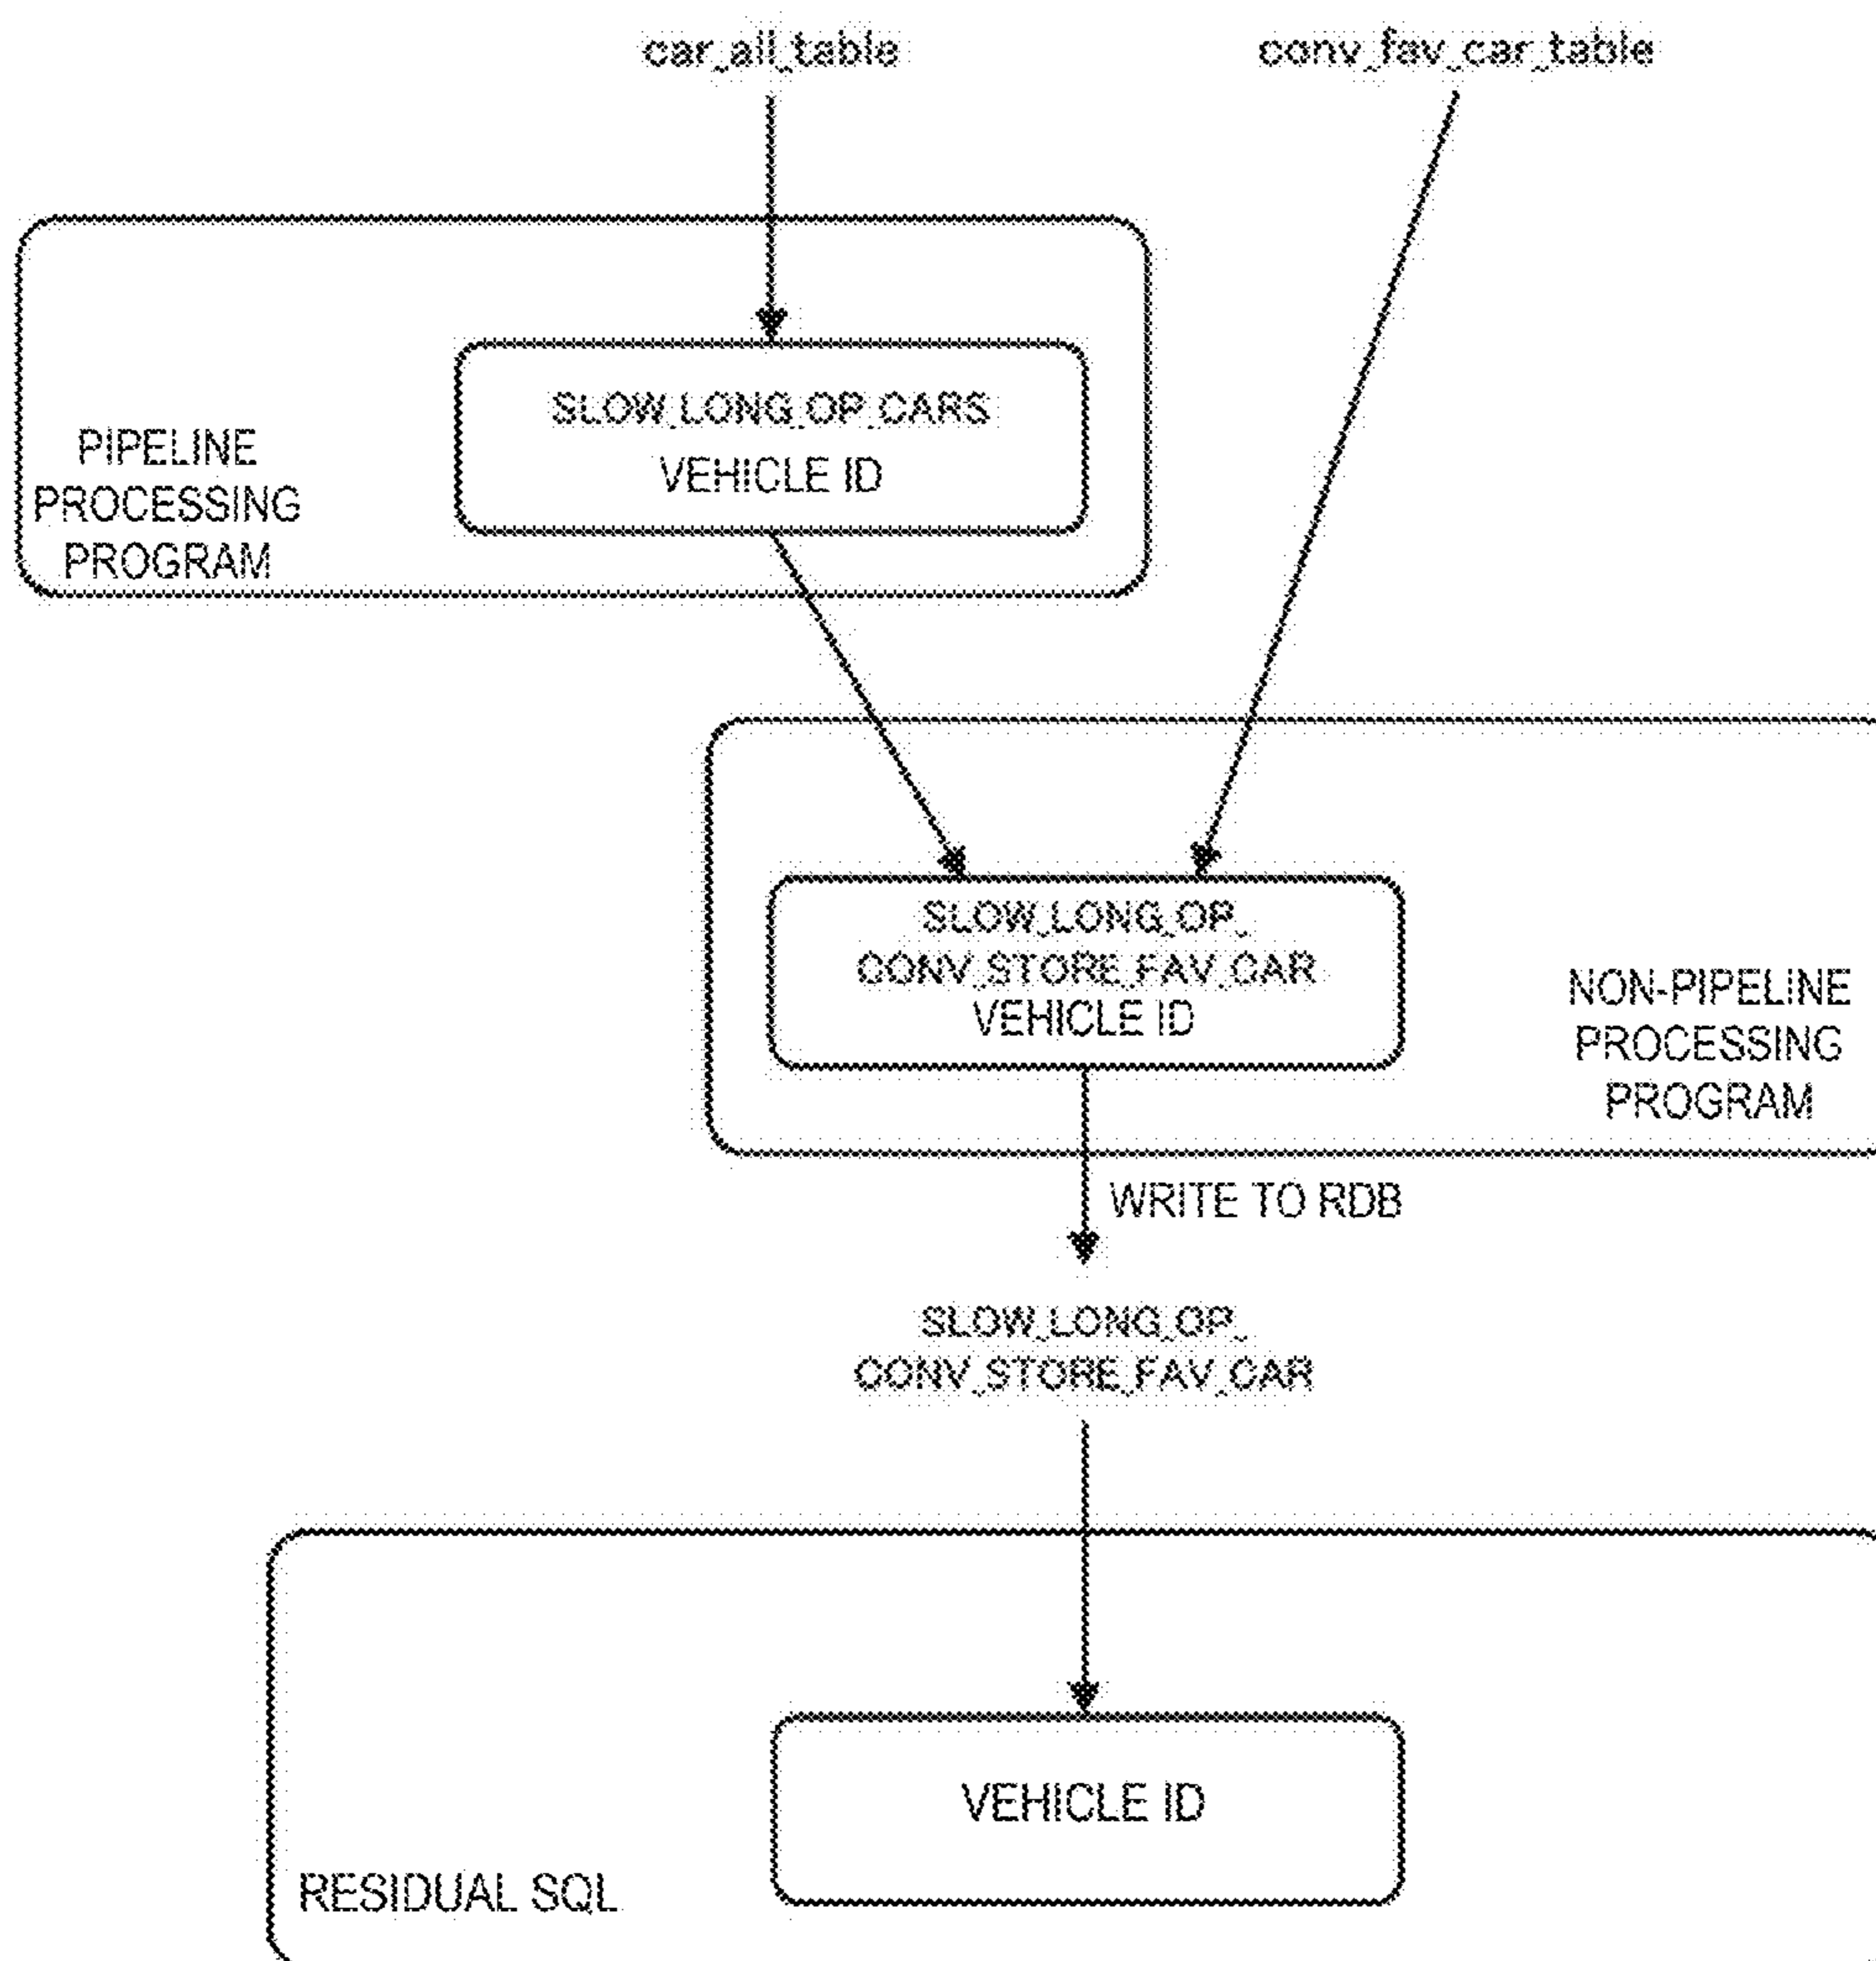 car_all_table
conv_fav_car_table
SLOW_LONG_OP_CARS
VEHICLE ID
PIPELINE
PROCESSING
PROGRAM
SLOW_LONG_OP_
CONV_STORE_FAV_CAR
VEHICLE ID
NON-PIPELINE
PROCESSING
PROGRAM
WRITE TO RDB
SLOW_LONG_OP_
CONV_STORE_FAV_CAR
VEHICLE ID
RESIDUAL SQL